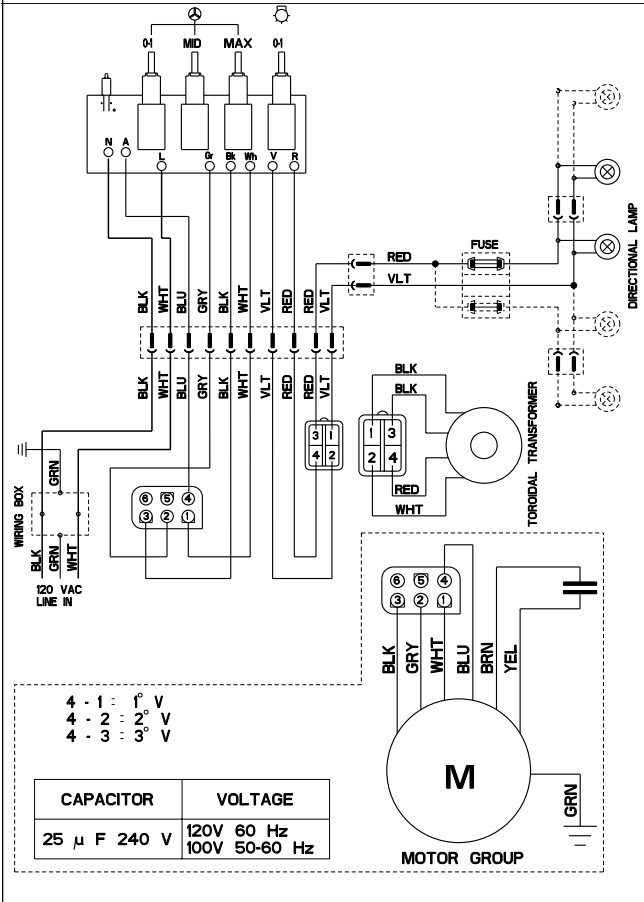 0-1 MID MAX 0-1
N A L Gr Bk Wh V R
BLK WHT BLU GRY BLK WHT VLT RED RED VLT
RED
VLT
FUSE
DIRECTIONAL LAMP
BLK WHT BLU GRY BLK WHT VLT RED RED VLT
3 1
4 2
BLK
BLK
1 3
2 4
RED
WHT
TOROIDAL TRANSFORMER
GRN
WIRING BOX
BLK GRN WHT
120 VAC
LINE IN
6 5 4
3 2 1
6 5 4
3 2 1
BLK GRY WHT BLU BRN YEL
M
GRN
MOTOR GROUP
4 - 1 : 1° V
4 - 2 : 2° V
4 - 3 : 3° V
CAPACITOR VOLTAGE
25 μ F 240 V
120V 60 Hz
100V 50-60 Hz